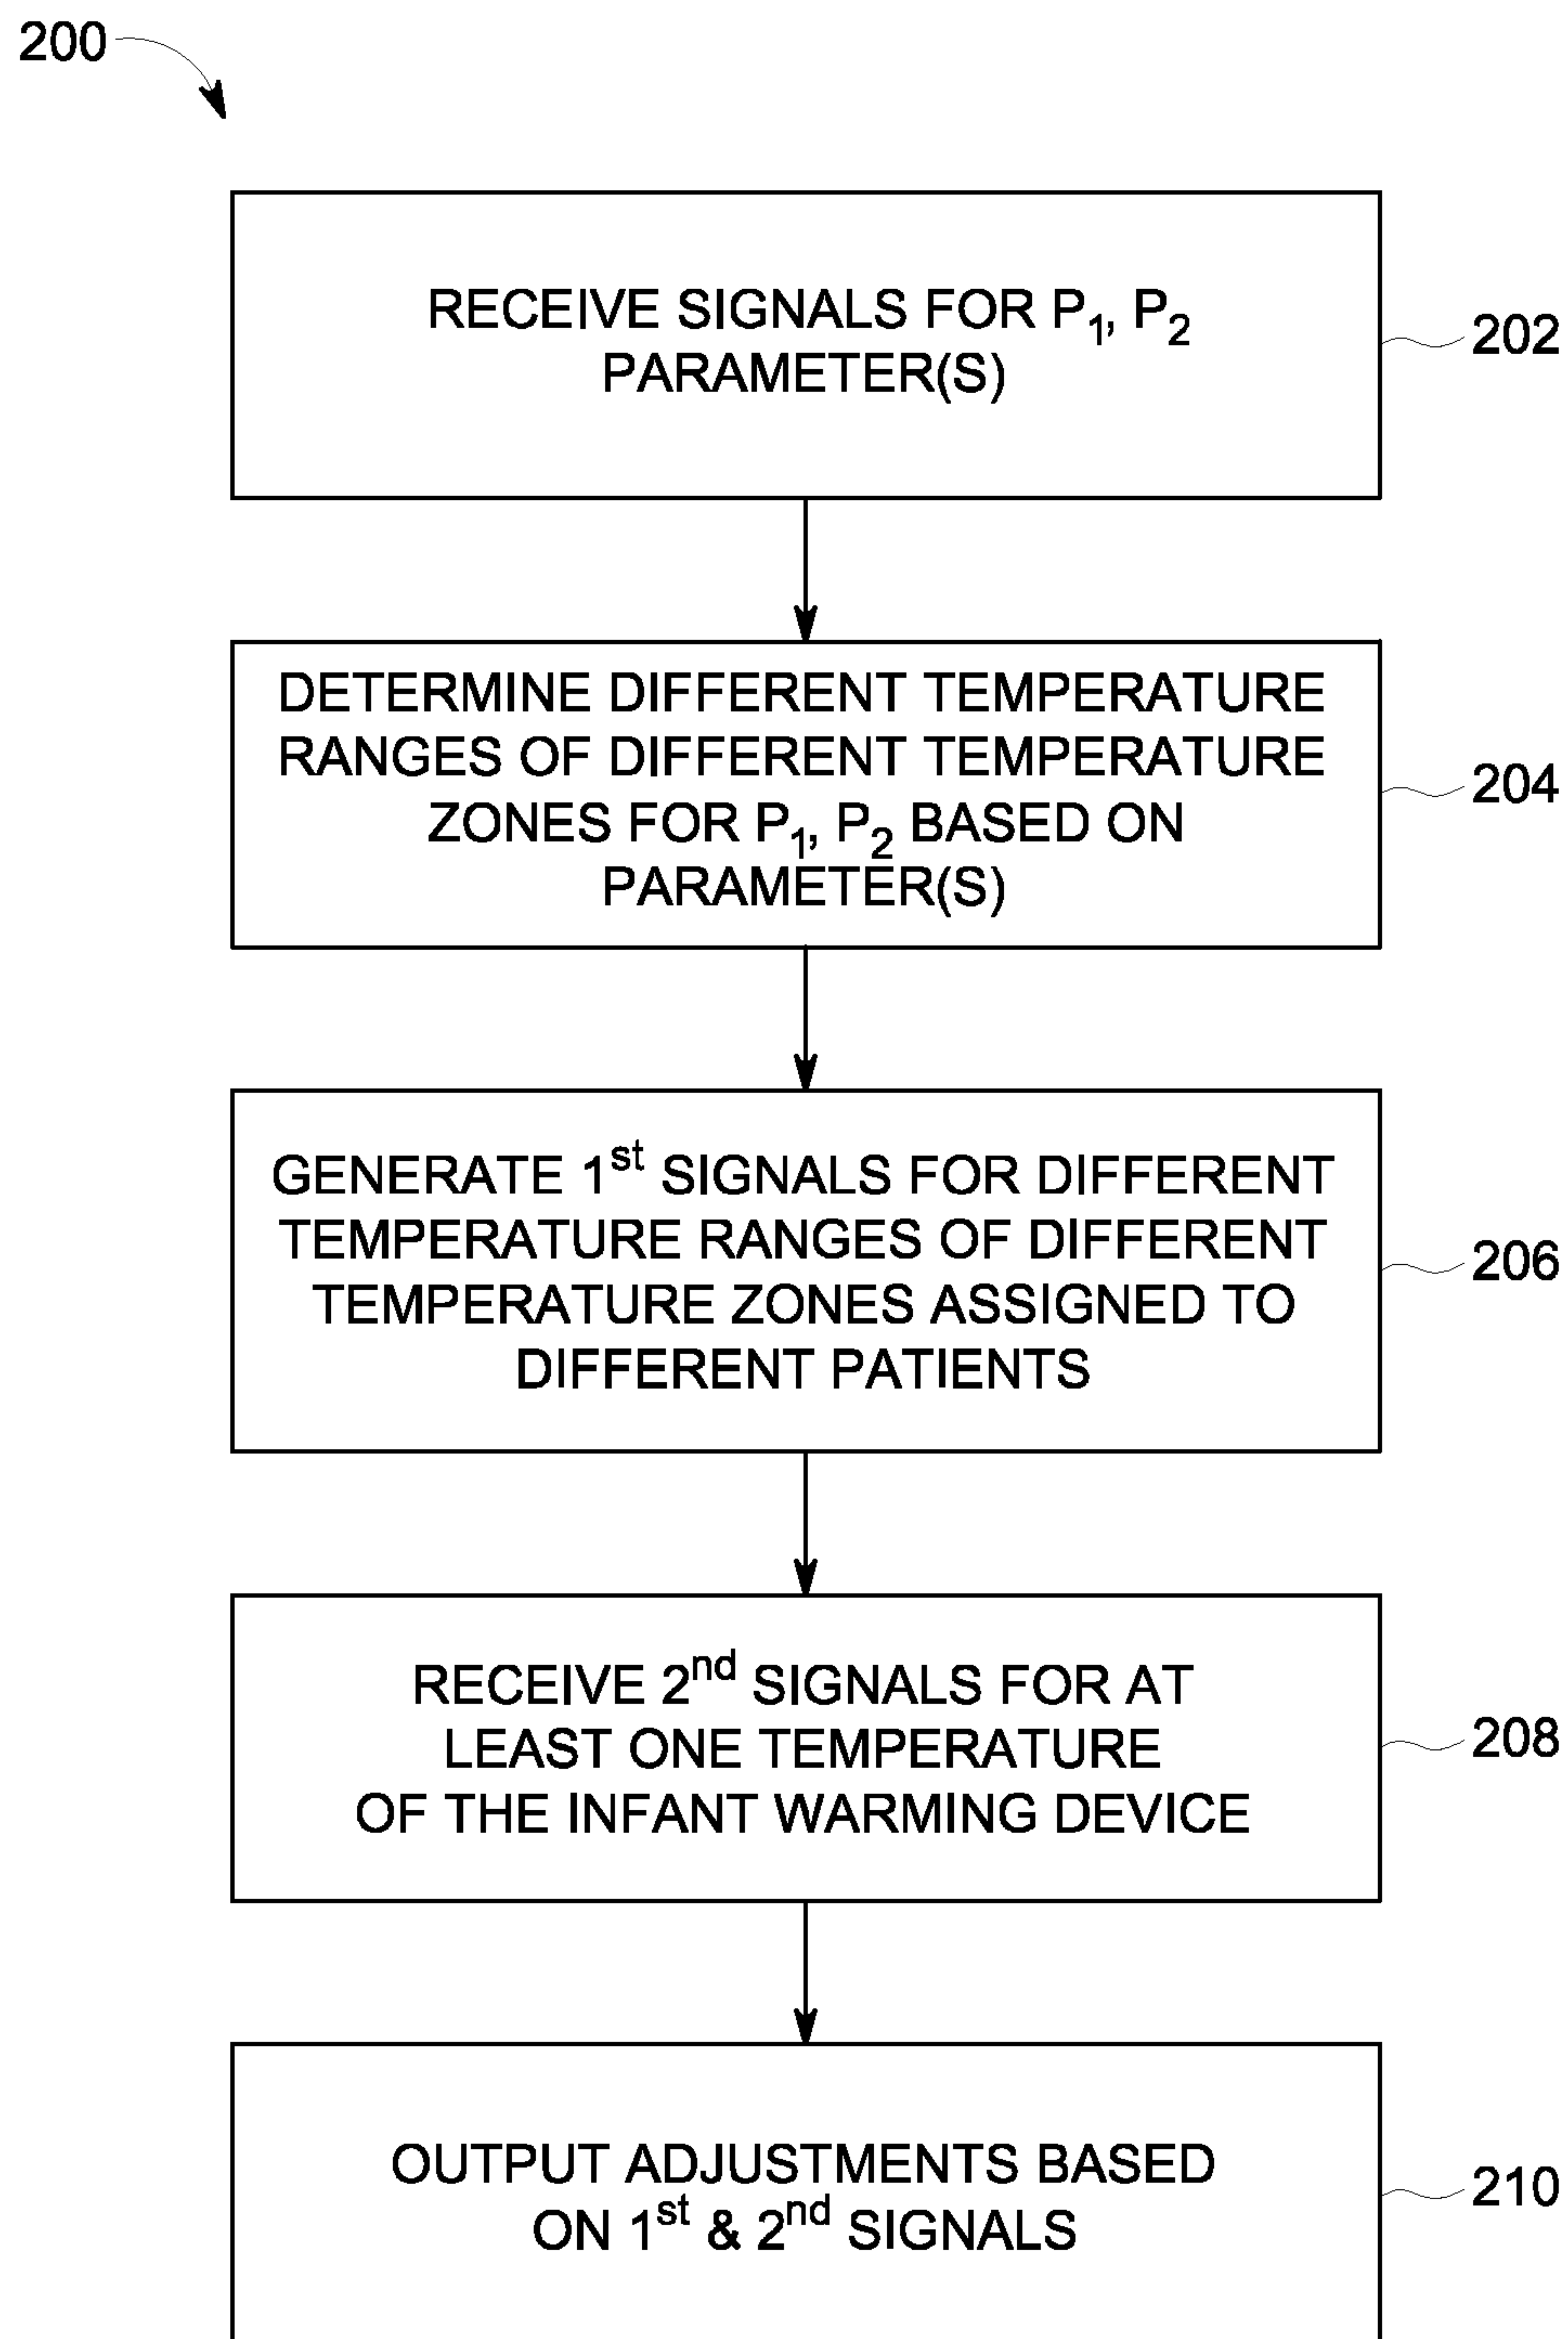 200
RECEIVE SIGNALS FOR P1, P2
PARAMETER(S)
202
DETERMINE DIFFERENT TEMPERATURE
RANGES OF DIFFERENT TEMPERATURE
ZONES FOR P1, P2 BASED ON
PARAMETER(S)
204
GENERATE 1st SIGNALS FOR DIFFERENT
TEMPERATURE RANGES OF DIFFERENT
TEMPERATURE ZONES ASSIGNED TO
DIFFERENT PATIENTS
206
RECEIVE 2nd SIGNALS FOR AT
LEAST ONE TEMPERATURE
OF THE INFANT WARMING DEVICE
208
OUTPUT ADJUSTMENTS BASED
ON 1st & 2nd SIGNALS
210